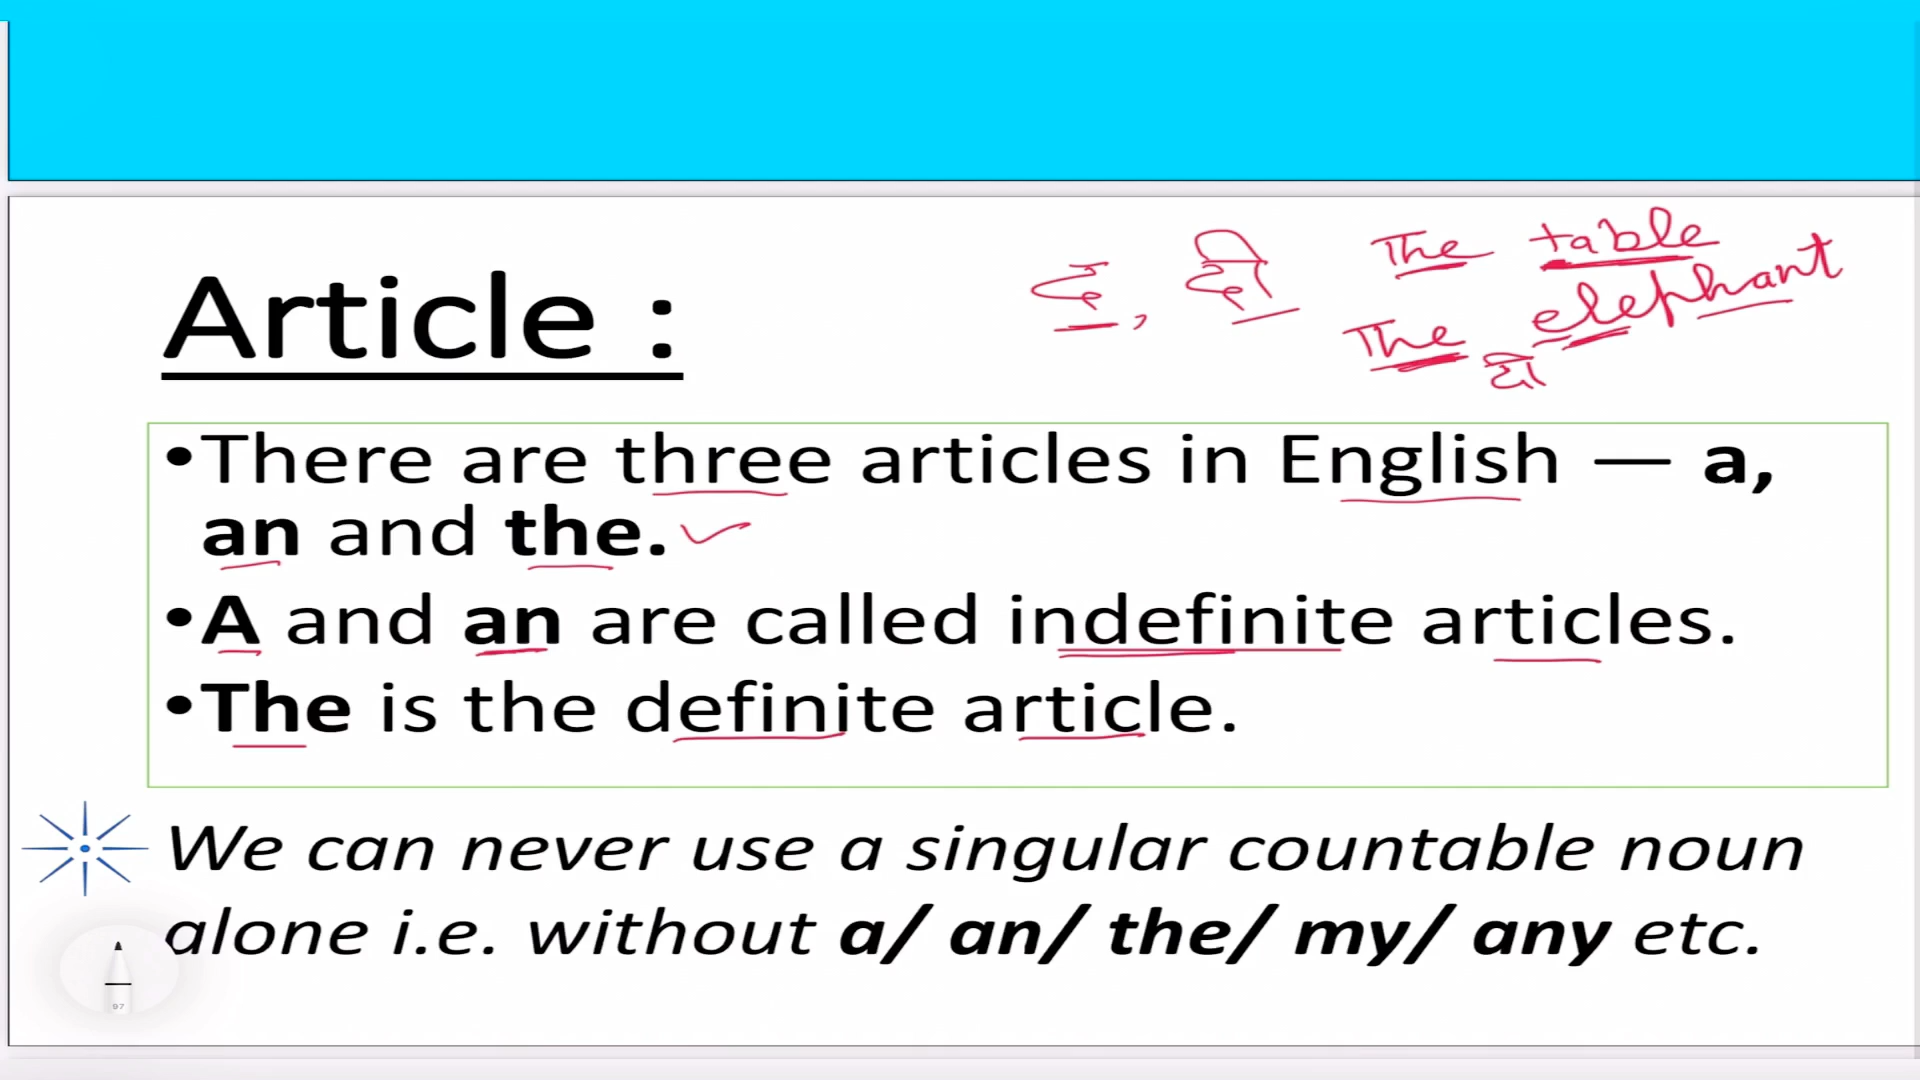 Article :
द, दी The table
The elephant
दी
•There are three articles in English — a,
an and the.
•A and an are called indefinite articles.
•The is the definite article.
We can never use a singular countable noun
alone i.e. without a/ an/ the/ my/ any etc.
97